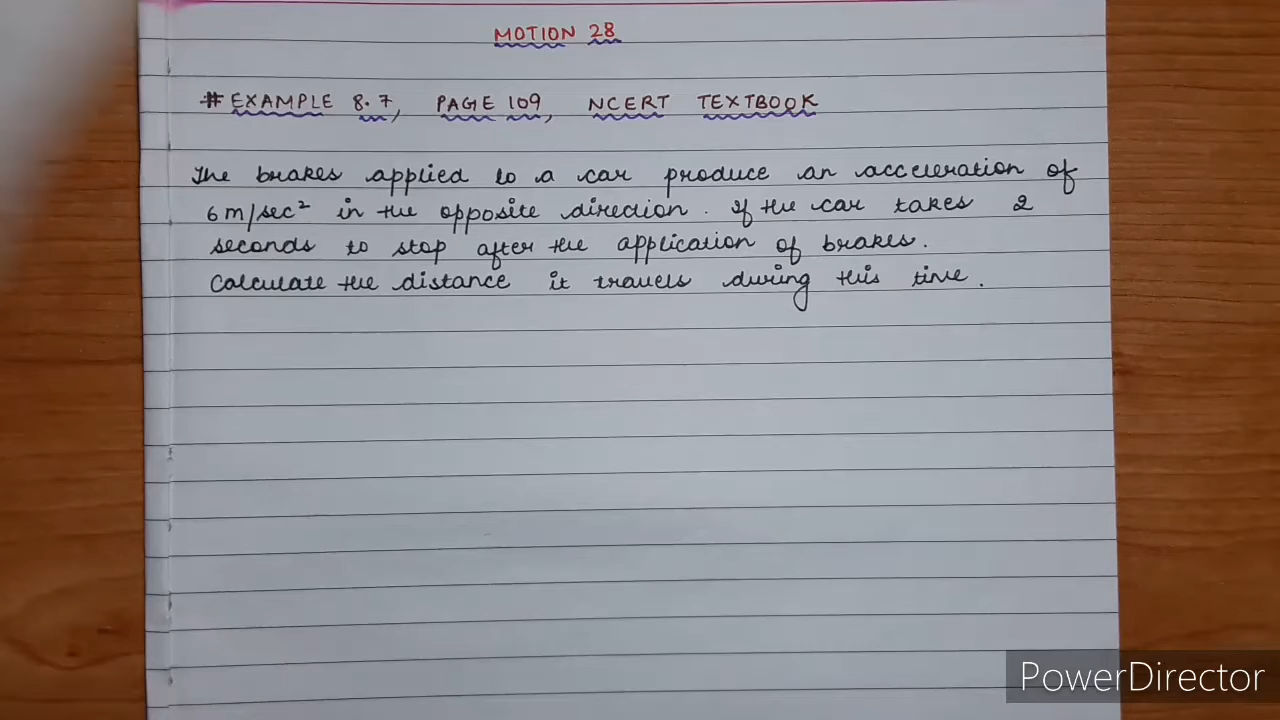 MOTION 28
# EXAMPLE 8.7, PAGE 109, NCERT TEXTBOOK
The brakes applied to a car produce an acceleration of
6 m/sec² in the opposite direction. If the car takes 2
seconds to stop after the application of brakes.
Calculate the distance it travels during this time.
PowerDirector